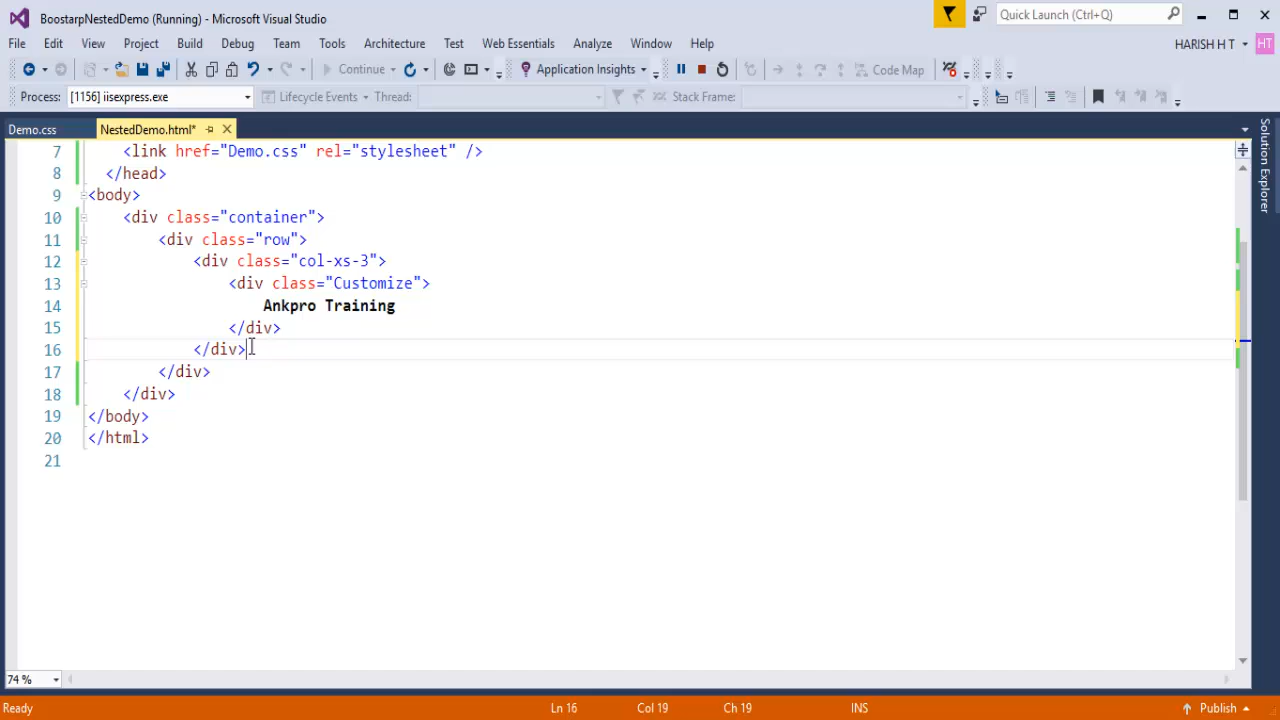 BoostarpNestedDemo (Running) - Microsoft Visual Studio
Quick Launch (Ctrl+Q)
File Edit View Project Build Debug Team Tools Architecture Test Web Essentials Analyze Window Help
HARISH H T HT
Continue Application Insights Code Map
Process: [1156] iisexpress.exe Lifecycle Events Thread: Stack Frame:
Demo.css NestedDemo.html*
Solution Explorer
7 <link href="Demo.css" rel="stylesheet" />
8 </head>
9 <body>
10 <div class="container">
11 <div class="row">
12 <div class="col-xs-3">
13 <div class="Customize">
14 Ankpro Training
15 </div>
16 </div>
17 </div>
18 </div>
19 </body>
20 </html>
21
74 %
Ready Ln 16 Col 19 Ch 19 INS Publish